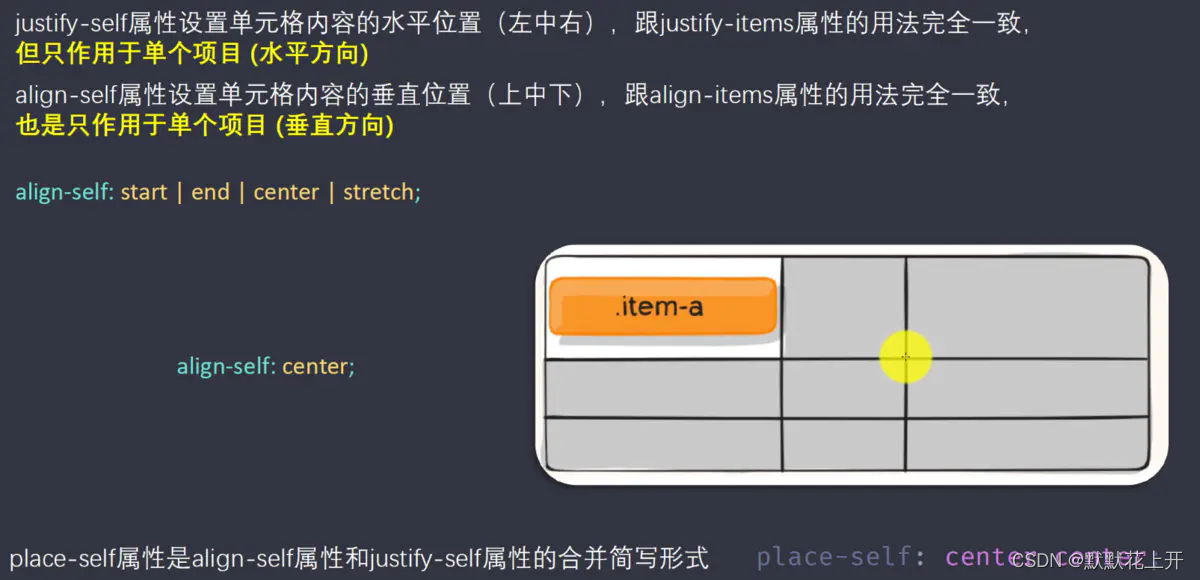 justify-self属性设置单元格内容的水平位置（左中右），跟justify-items属性的用法完全一致，
但只作用于单个项目 (水平方向)
align-self属性设置单元格内容的垂直位置（上中下），跟align-items属性的用法完全一致，
也是只作用于单个项目 (垂直方向)
align-self: start | end | center | stretch;
.item-a
align-self: center;
place-self属性是align-self属性和justify-self属性的合并简写形式
place-self: center center
CSDN @默默花上开